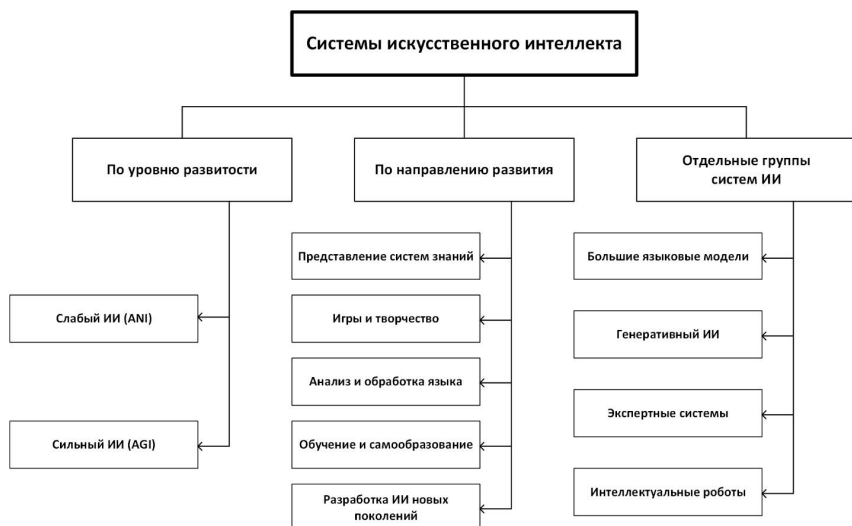 Системы искусственного интеллекта
По уровню развитости
По направлению развития
Отдельные группы
систем ИИ
Слабый ИИ (ANI)
Сильный ИИ (AGI)
Представление систем знаний
Игры и творчество
Анализ и обработка языка
Обучение и самообразование
Разработка ИИ новых
поколений
Большие языковые модели
Генеративный ИИ
Экспертные системы
Интеллектуальные роботы